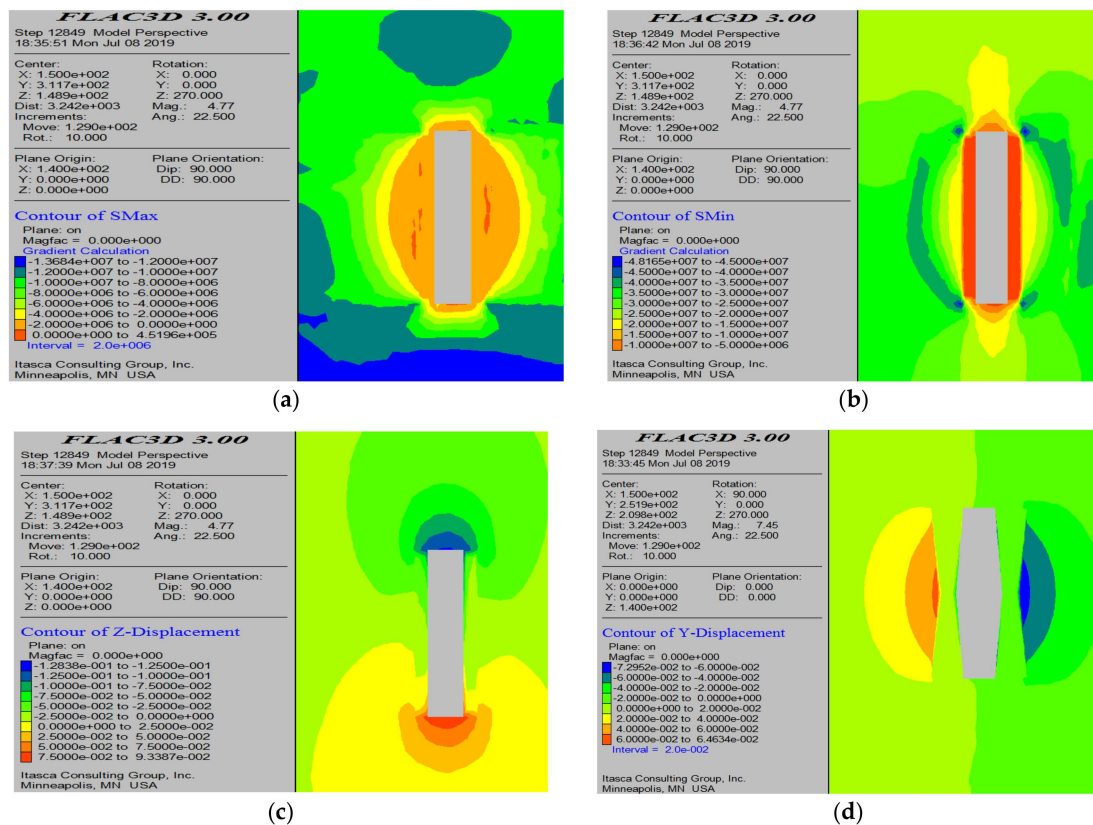 FLAC3D 3.00
Step 12849 Model Perspective
18:35:51 Mon Jul 08 2019
Center: Rotation:
X: 1.500e+002 X: 0.000
Y: 3.117e+002 Y: 0.000
Z: 1.489e+002 Z: 270.000
Dist: 3.242e+003 Mag.: 4.77
Increments: Ang.: 22.500
Move: 1.290e+002
Rot.: 10.000
Plane Origin: Plane Orientation:
X: 1.400e+002 Dip: 90.000
Y: 0.000e+000 DD: 90.000
Z: 0.000e+000
Contour of SMax
Plane: on
Magfac = 0.000e+000
Gradient Calculation
-1.3684e+007 to -1.2000e+007
-1.2000e+007 to -1.0000e+007
-1.0000e+007 to -8.0000e+006
-8.0000e+006 to -6.0000e+006
-6.0000e+006 to -4.0000e+006
-4.0000e+006 to -2.0000e+006
-2.0000e+006 to 0.0000e+000
0.0000e+000 to 4.5196e+005
Interval = 2.0e+006
Itasca Consulting Group, Inc.
Minneapolis, MN USA
(a)
FLAC3D 3.00
Step 12849 Model Perspective
18:36:42 Mon Jul 08 2019
Center: Rotation:
X: 1.500e+002 X: 0.000
Y: 3.117e+002 Y: 0.000
Z: 1.489e+002 Z: 270.000
Dist: 3.242e+003 Mag.: 4.77
Increments: Ang.: 22.500
Move: 1.290e+002
Rot.: 10.000
Plane Origin: Plane Orientation:
X: 1.400e+002 Dip: 90.000
Y: 0.000e+000 DD: 90.000
Z: 0.000e+000
Contour of SMin
Plane: on
Magfac = 0.000e+000
Gradient Calculation
-4.8165e+007 to -4.5000e+007
-4.5000e+007 to -4.0000e+007
-4.0000e+007 to -3.5000e+007
-3.5000e+007 to -3.0000e+007
-3.0000e+007 to -2.5000e+007
-2.5000e+007 to -2.0000e+007
-2.0000e+007 to -1.5000e+007
-1.5000e+007 to -1.0000e+007
-1.0000e+007 to -5.0000e+006
Itasca Consulting Group, Inc.
Minneapolis, MN USA
(b)
FLAC3D 3.00
Step 12849 Model Perspective
18:37:39 Mon Jul 08 2019
Center: Rotation:
X: 1.500e+002 X: 0.000
Y: 3.117e+002 Y: 0.000
Z: 1.489e+002 Z: 270.000
Dist: 3.242e+003 Mag.: 4.77
Increments: Ang.: 22.500
Move: 1.290e+002
Rot.: 10.000
Plane Origin: Plane Orientation:
X: 1.400e+002 Dip: 90.000
Y: 0.000e+000 DD: 90.000
Z: 0.000e+000
Contour of Z-Displacement
Plane: on
Magfac = 0.000e+000
-1.2838e-001 to -1.2500e-001
-1.2500e-001 to -1.0000e-001
-1.0000e-001 to -7.5000e-002
-7.5000e-002 to -5.0000e-002
-5.0000e-002 to -2.5000e-002
-2.5000e-002 to 0.0000e+000
0.0000e+000 to 2.5000e-002
2.5000e-002 to 5.0000e-002
5.0000e-002 to 7.5000e-002
7.5000e-002 to 9.3387e-002
Itasca Consulting Group, Inc.
Minneapolis, MN USA
(c)
FLAC3D 3.00
Step 12849 Model Perspective
18:33:45 Mon Jul 08 2019
Center: Rotation:
X: 1.500e+002 X: 90.000
Y: 2.519e+002 Y: 0.000
Z: 2.098e+002 Z: 270.000
Dist: 3.242e+003 Mag.: 7.45
Increments: Ang.: 22.500
Move: 1.290e+002
Rot.: 10.000
Plane Origin: Plane Orientation:
X: 0.000e+000 Dip: 0.000
Y: 0.000e+000 DD: 0.000
Z: 1.400e+002
Contour of Y-Displacement
Plane: on
Magfac = 0.000e+000
-7.2952e-002 to -6.0000e-002
-6.0000e-002 to -4.0000e-002
-4.0000e-002 to -2.0000e-002
-2.0000e-002 to 0.0000e+000
0.0000e+000 to 2.0000e-002
2.0000e-002 to 4.0000e-002
4.0000e-002 to 6.0000e-002
6.0000e-002 to 6.4634e-002
Interval = 2.0e-002
Itasca Consulting Group, Inc.
Minneapolis, MN USA
(d)